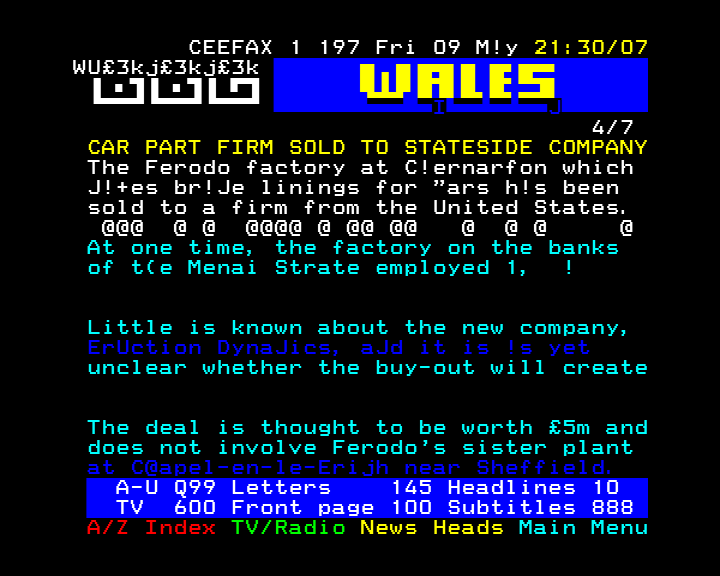 CEEFAX 1 197 Fri 09 M!y 21:30/07
WU£3kj£3kj£3k
WALES
I J
4/7
CAR PART FIRM SOLD TO STATESIDE COMPANY
The Ferodo factory at C!ernarfon which
J!+es br!Je linings for "ars h!s been
sold to a firm from the United States.
@@@ @ @ @@@@ @ @@ @@ @ @ @ @
At one time, the factory on the banks
of t(e Menai Strate employed 1, !
Little is known about the new company,
ErUction DynaJics, aJd it is !s yet
unclear whether the buy-out will create
The deal is thought to be worth £5m and
does not involve Ferodo's sister plant
at C@apel-en-le-Erijh near Sheffield.
A-U Q99 Letters 145 Headlines 10
TV 600 Front page 100 Subtitles 888
A/Z Index TV/Radio News Heads Main Menu